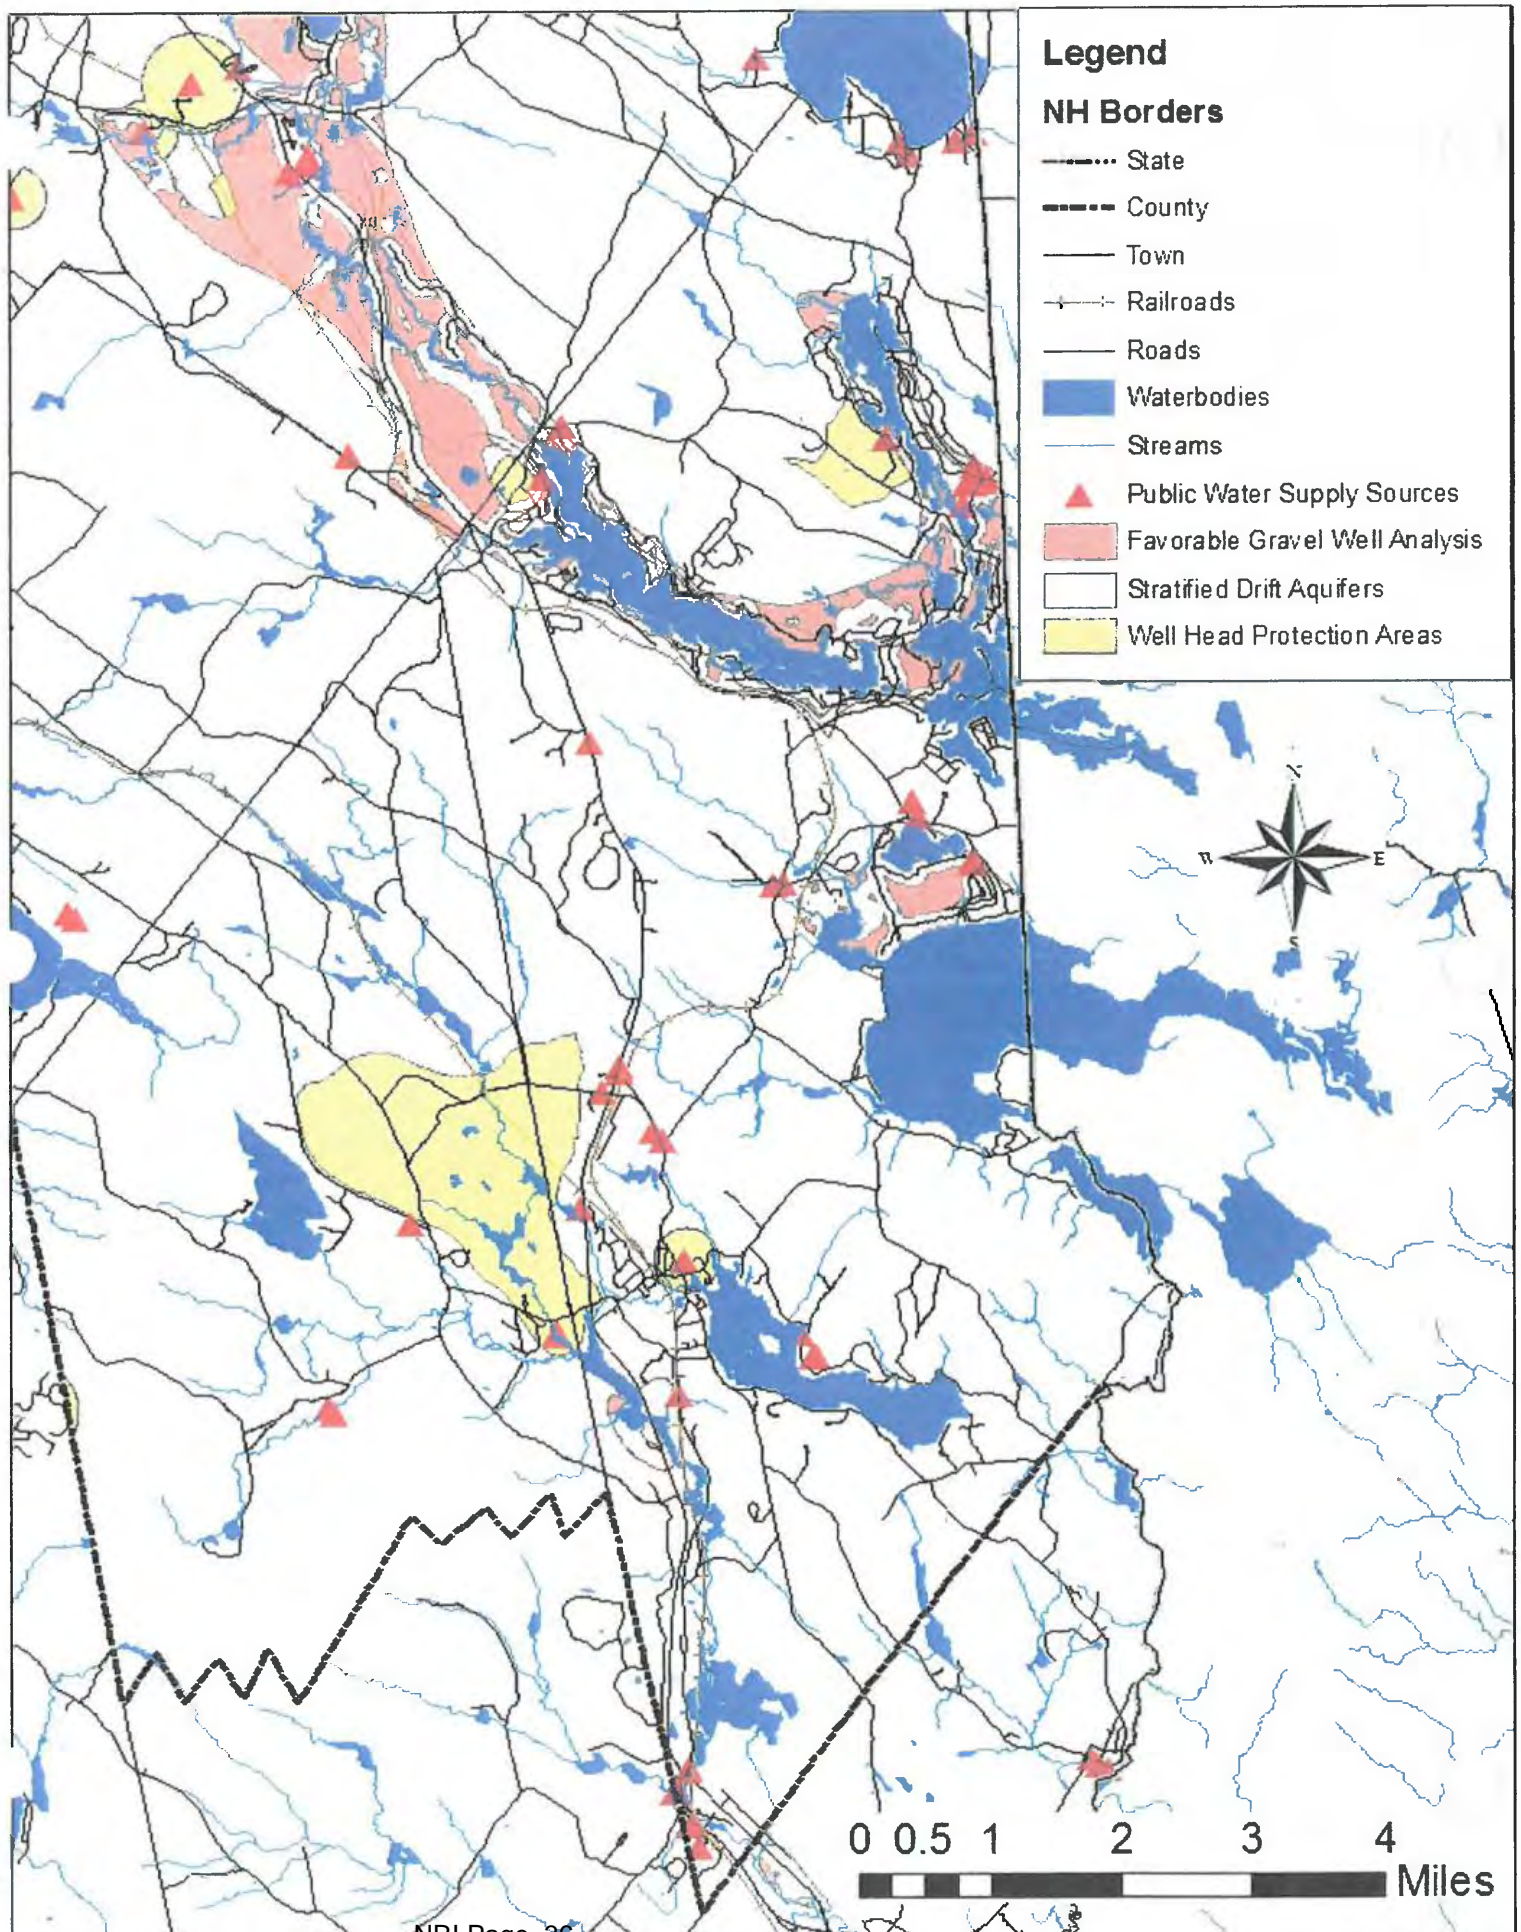 Legend
NH Borders
State
County
Town
Railroads
Roads
Waterbodies
Streams
Public Water Supply Sources
Favorable Gravel Well Analysis
Stratified Drift Aquifers
Well Head Protection Areas
N
W E
S
0 0.5 1 2 3 4
Miles